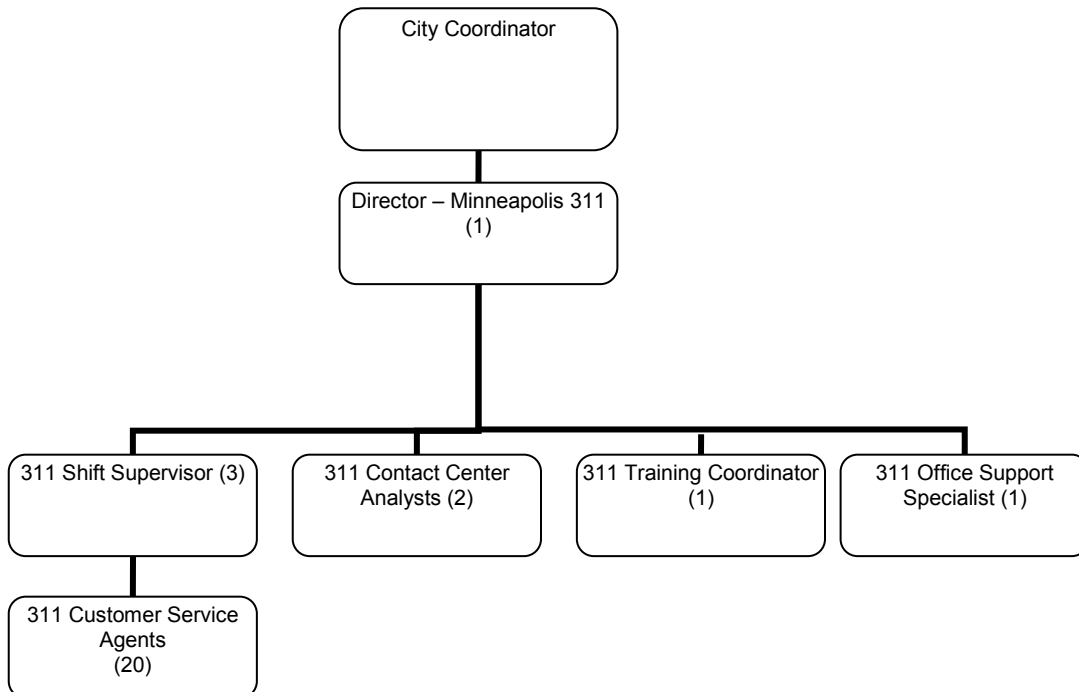 City Coordinator
Director – Minneapolis 311
(1)
311 Shift Supervisor (3)
311 Contact Center
Analysts (2)
311 Training Coordinator
(1)
311 Office Support
Specialist (1)
311 Customer Service
Agents
(20)